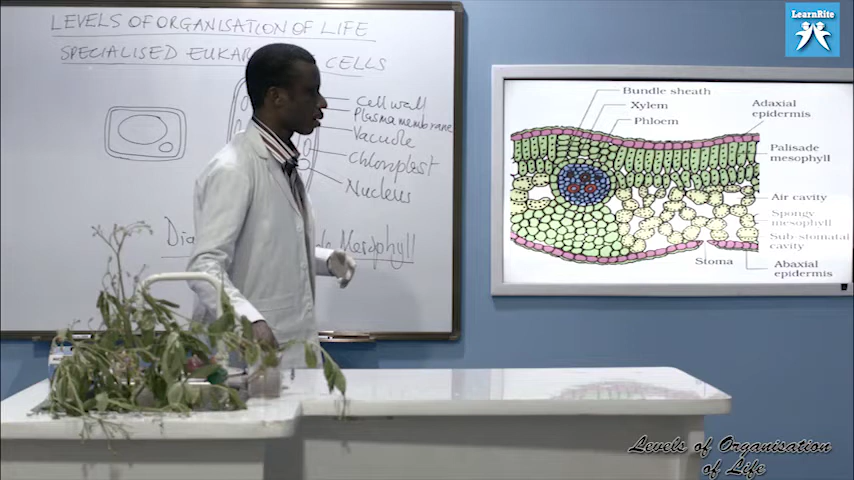 LearnRite
LEVELS OF ORGANISATION OF LIFE
SPECIALISED CELLS
Cell wall
Plasma membrane
Vacuole
Chloroplast
Nucleus
Mesophyll
Bundle sheath
Xylem
Phloem
Adaxial
epidermis
Palisade
mesophyll
Air cavity
Spongy
mesophyll
Sub-stomatal
cavity
Stoma
Abaxial
epidermis
Levels of Organisation
of Life